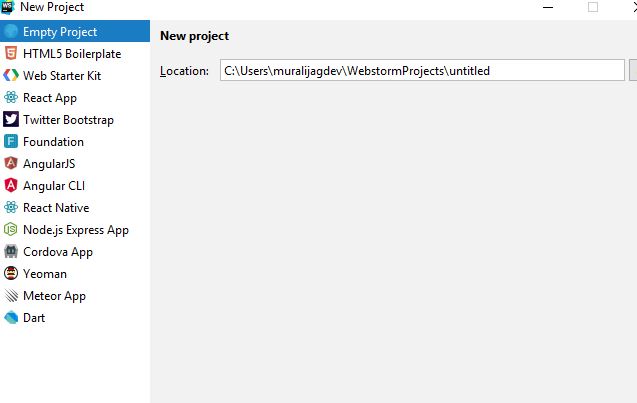 WS New Project
Empty Project
HTML5 Boilerplate
Web Starter Kit
React App
Twitter Bootstrap
Foundation
AngularJS
Angular CLI
React Native
Node.js Express App
Cordova App
Yeoman
Meteor App
Dart
New project
Location: C:\Users\muralijagdev\WebstormProjects\untitled